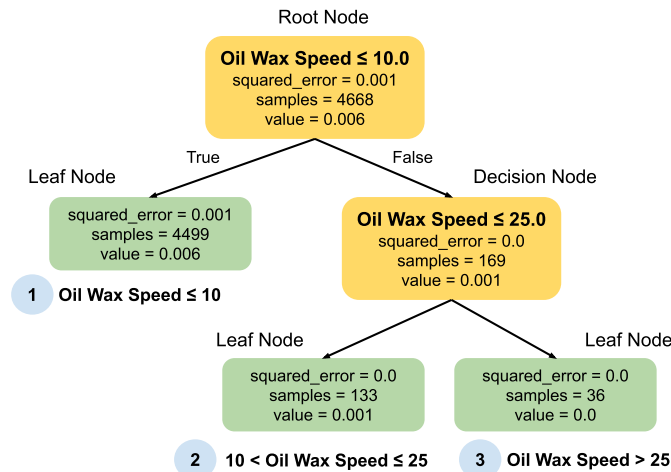 Root Node
Oil Wax Speed ≤ 10.0
squared_error = 0.001
samples = 4668
value = 0.006
True
False
Leaf Node
squared_error = 0.001
samples = 4499
value = 0.006
1 Oil Wax Speed ≤ 10
Decision Node
Oil Wax Speed ≤ 25.0
squared_error = 0.0
samples = 169
value = 0.001
Leaf Node
squared_error = 0.0
samples = 133
value = 0.001
2 10 < Oil Wax Speed ≤ 25
Leaf Node
squared_error = 0.0
samples = 36
value = 0.0
3 Oil Wax Speed > 25